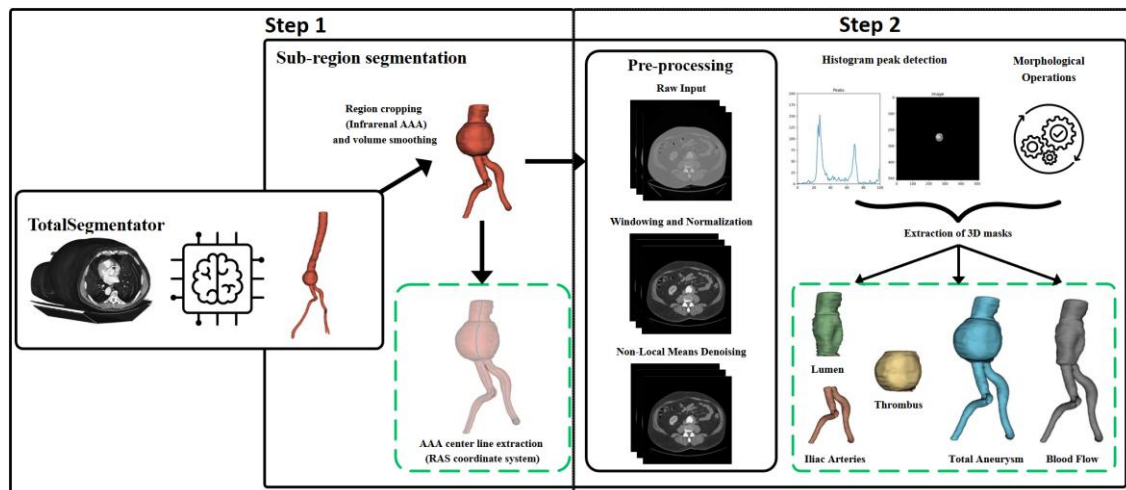 Step 1
Step 2
Sub-region segmentation
Region cropping
(Infrarenal AAA)
and volume smoothing
TotalSegmentator
AAA center line extraction
(RAS coordinate system)
Pre-processing
Raw Input
Windowing and Normalization
Non-Local Means Denoising
Histogram peak detection
Morphological
Operations
Peaks
Image
Extraction of 3D masks
Lumen
Thrombus
Iliac Arteries
Total Aneurysm
Blood Flow